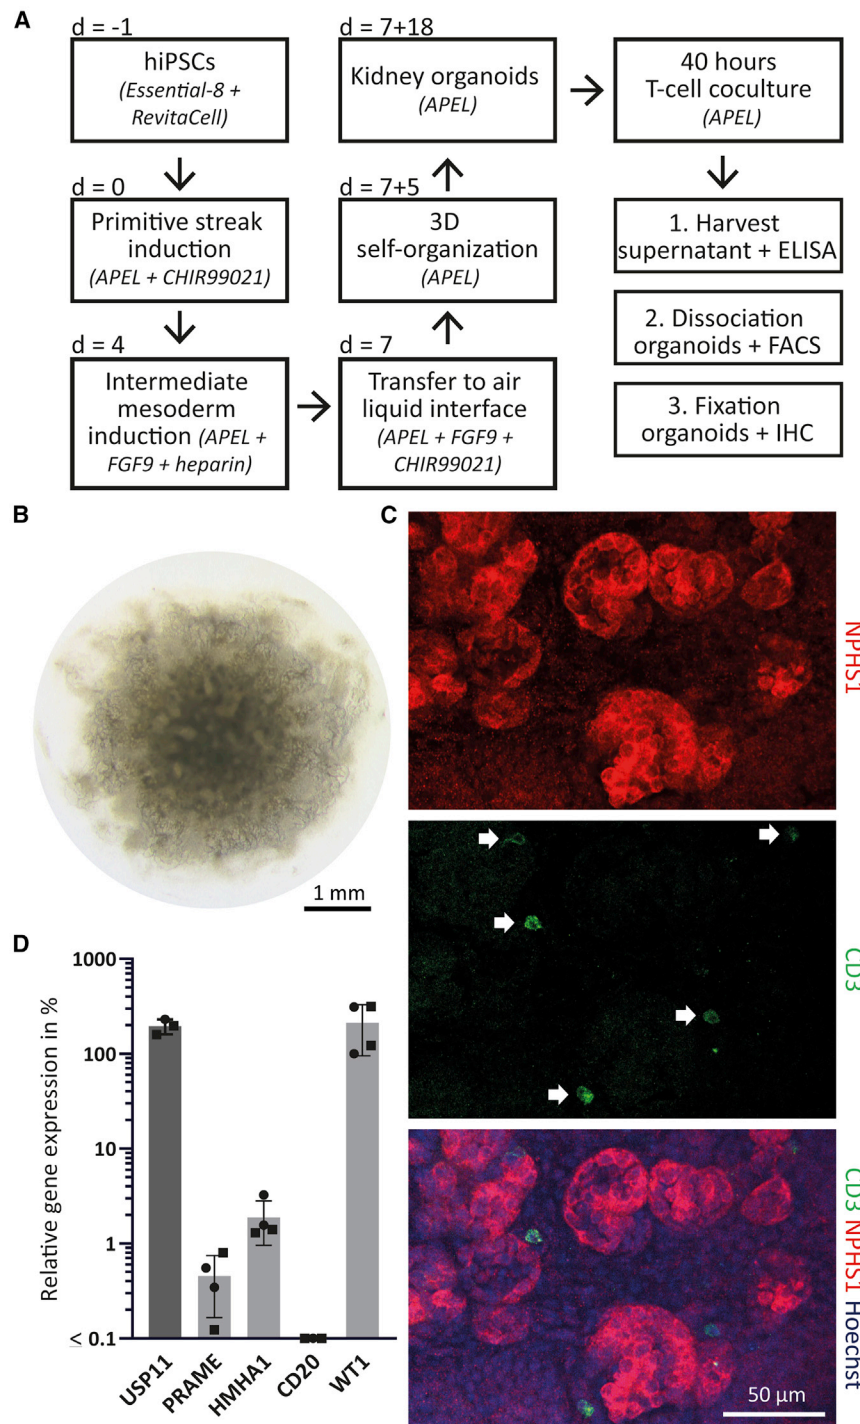 A
d = -1
hiPSCs
(Essential-8 +
RevitaCell)
d = 0
Primitive streak
induction
(APEL + CHIR99021)
d = 4
Intermediate
mesoderm
induction (APEL +
FGF9 + heparin)
d = 7
Transfer to air
liquid interface
(APEL + FGF9 +
CHIR99021)
d = 7+5
3D
self-organization
(APEL)
d = 7+18
Kidney organoids
(APEL)
40 hours
T-cell coculture
(APEL)
1. Harvest
supernatant + ELISA
2. Dissociation
organoids + FACS
3. Fixation
organoids + IHC
B
1 mm
C
NPHS1
CD3
CD3 NPHS1 Hoechst
50 µm
D
Relative gene expression in %
1000
100
10
1
< 0.1
USP11
PRAME
HMHA1
CD20
WT1